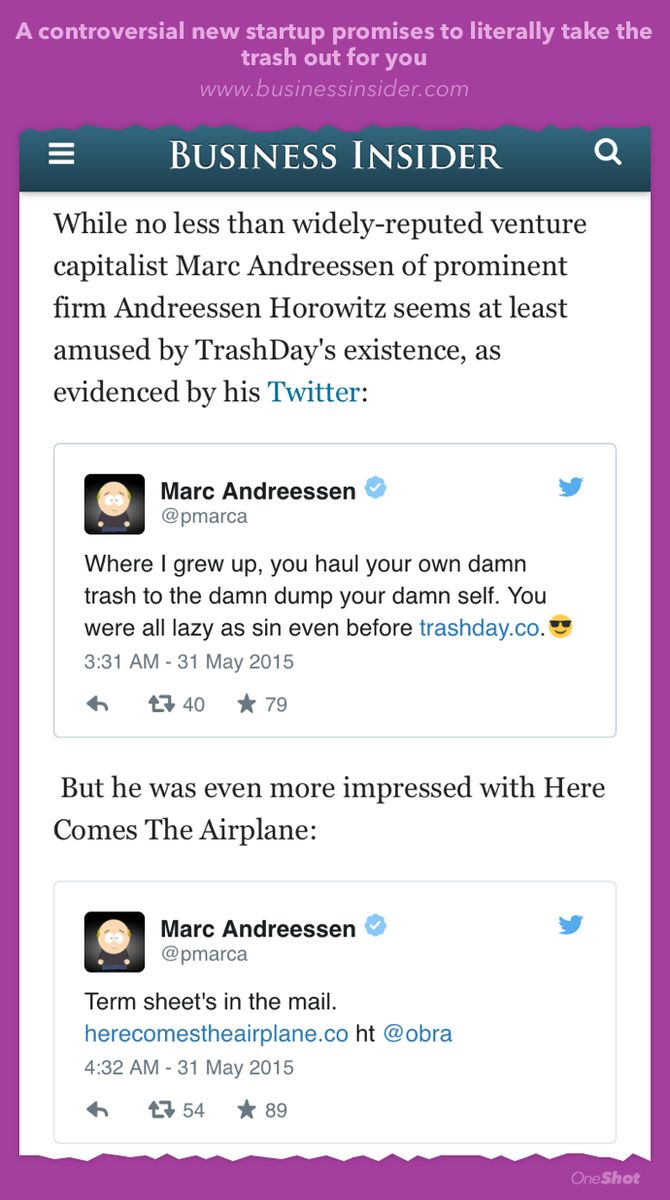 A controversial new startup promises to literally take the
trash out for you
www.businessinsider.com
BUSINESS INSIDER
While no less than widely-reputed venture
capitalist Marc Andreessen of prominent
firm Andreessen Horowitz seems at least
amused by TrashDay's existence, as
evidenced by his Twitter:
Marc Andreessen
@pmarca
Where I grew up, you haul your own damn
trash to the damn dump your damn self. You
were all lazy as sin even before trashday.co.😎
3:31 AM - 31 May 2015
40 79
But he was even more impressed with Here
Comes The Airplane:
Marc Andreessen
@pmarca
Term sheet's in the mail.
herecomestheairplane.co ht @obra
4:32 AM - 31 May 2015
54 89
OneShot